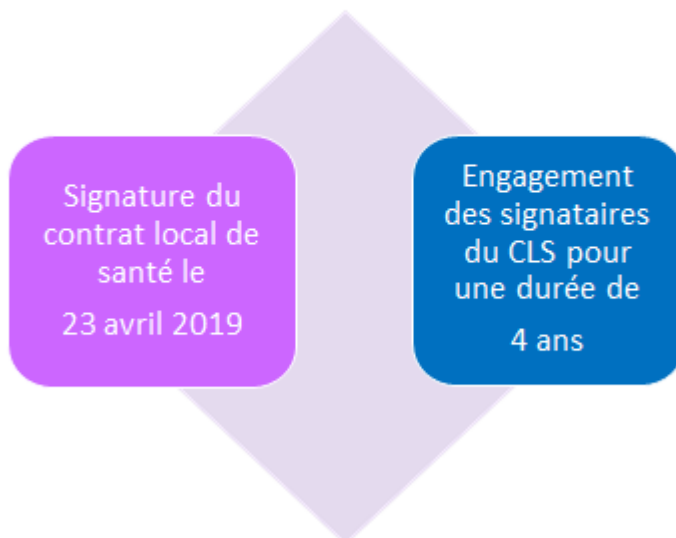 Signature du
contrat local de
santé le
23 avril 2019
Engagement
des signataires
du CLS pour
une durée de
4 ans